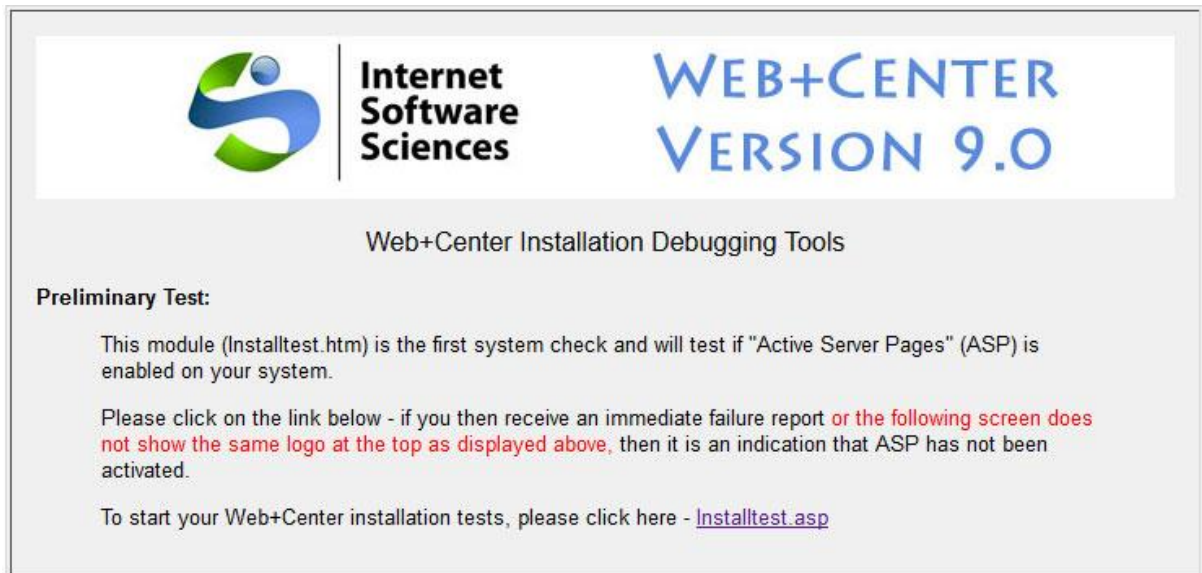 Internet
Software
Sciences
WEB+CENTER
VERSION 9.0
Web+Center Installation Debugging Tools
Preliminary Test:
This module (Installtest.htm) is the first system check and will test if "Active Server Pages" (ASP) is
enabled on your system.
Please click on the link below - if you then receive an immediate failure report or the following screen does
not show the same logo at the top as displayed above, then it is an indication that ASP has not been
activated.
To start your Web+Center installation tests, please click here - Installtest.asp